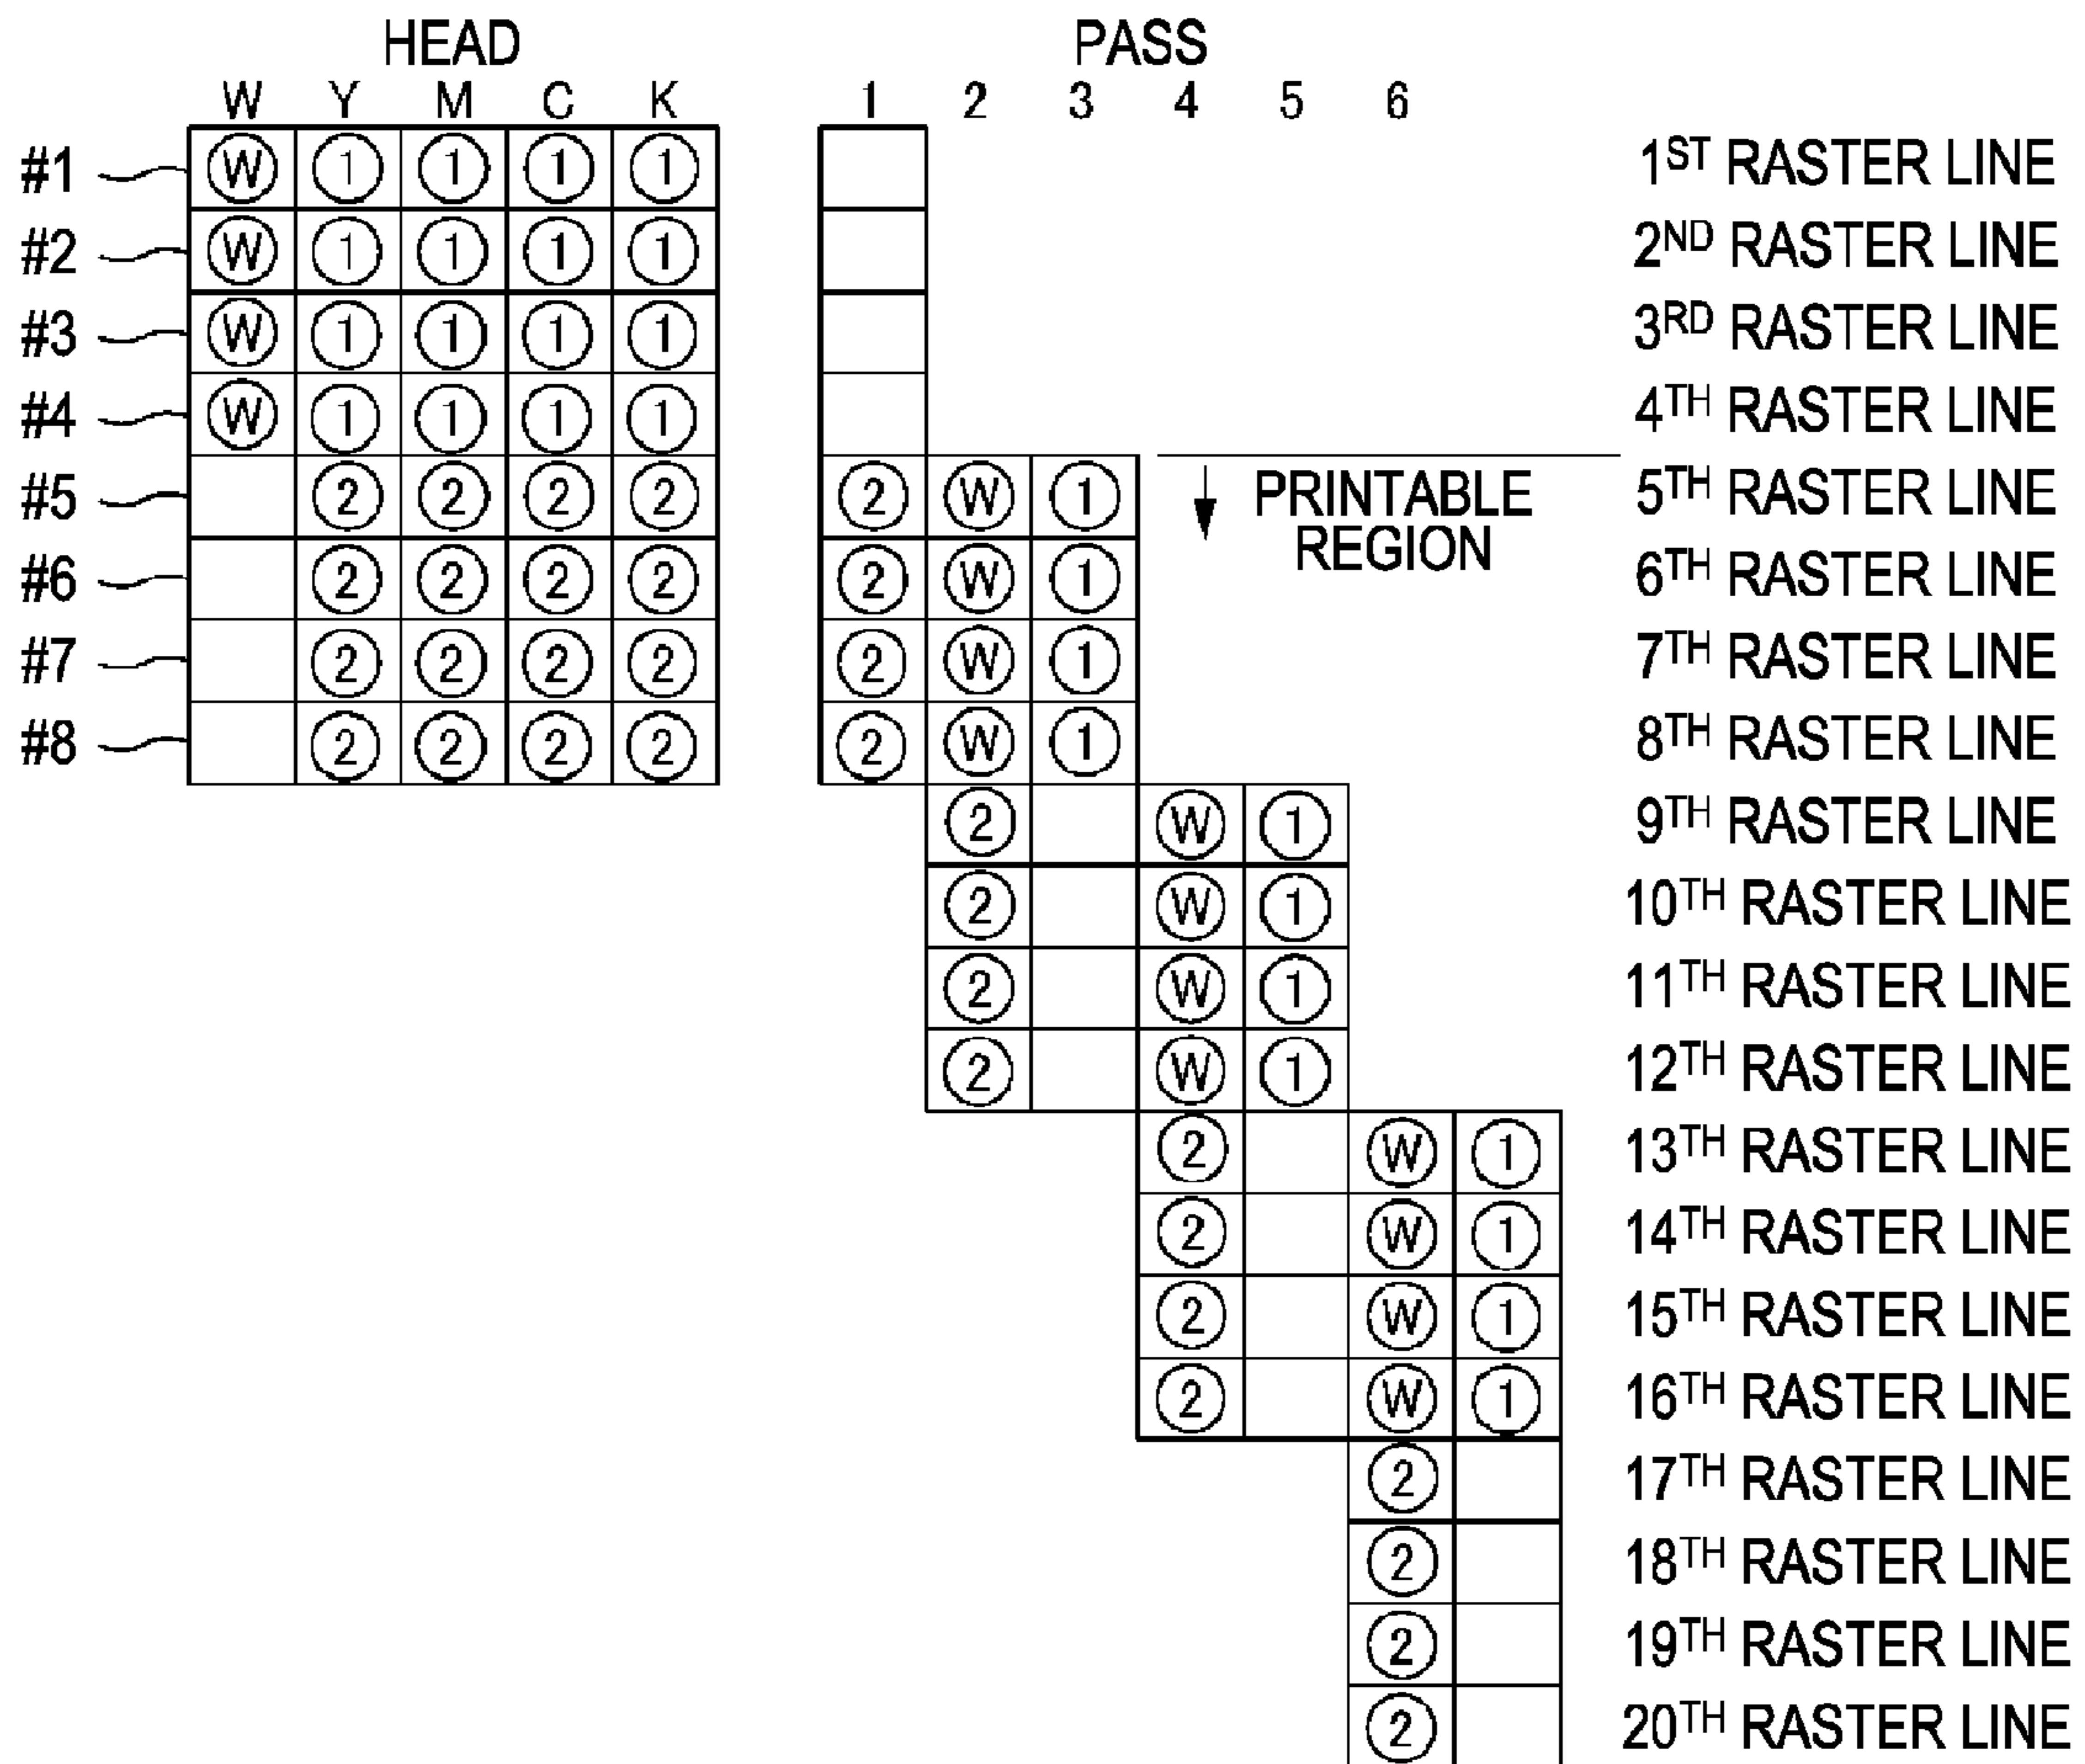 HEAD PASS
W Y M C K 1 2 3 4 5 6
#1 W 1 1 1 1 1ST RASTER LINE
#2 W 1 1 1 1 2ND RASTER LINE
#3 W 1 1 1 1 3RD RASTER LINE
#4 W 1 1 1 1 4TH RASTER LINE
#5 2 2 2 2 2 W 1 PRINTABLE 5TH RASTER LINE
#6 2 2 2 2 2 W 1 REGION 6TH RASTER LINE
#7 2 2 2 2 2 W 1 7TH RASTER LINE
#8 2 2 2 2 2 W 1 8TH RASTER LINE
2 W 1 9TH RASTER LINE
2 W 1 10TH RASTER LINE
2 W 1 11TH RASTER LINE
2 W 1 12TH RASTER LINE
2 W 1 13TH RASTER LINE
2 W 1 14TH RASTER LINE
2 W 1 15TH RASTER LINE
2 W 1 16TH RASTER LINE
2 17TH RASTER LINE
2 18TH RASTER LINE
2 19TH RASTER LINE
2 20TH RASTER LINE